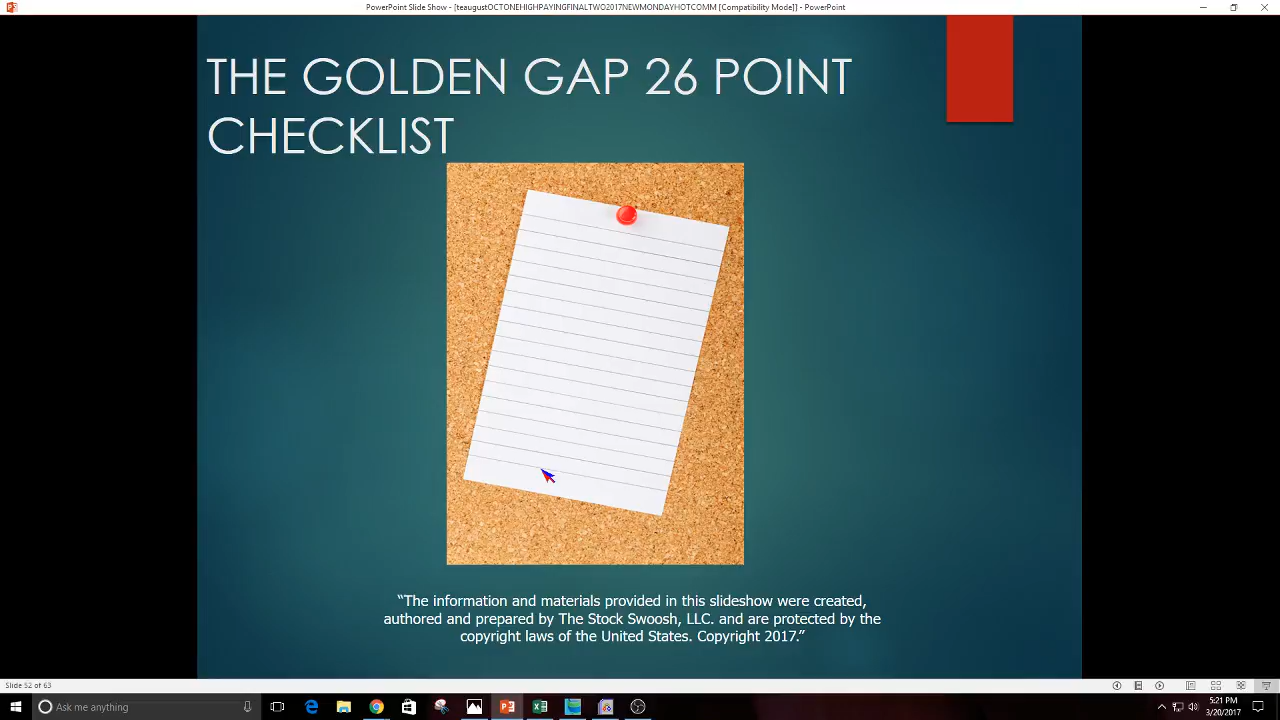 PowerPoint Slide Show - [teaugustOCTONEHIGHPAYINGFINALTWO2017NEWMONDAYHOTCOMM [Compatibility Mode]] - PowerPoint
THE GOLDEN GAP 26 POINT
CHECKLIST
“The information and materials provided in this slideshow were created,
authored and prepared by The Stock Swoosh, LLC. and are protected by the
copyright laws of the United States. Copyright 2017.”
Slide 52 of 63
Ask me anything
5:21 PM
3/20/2017